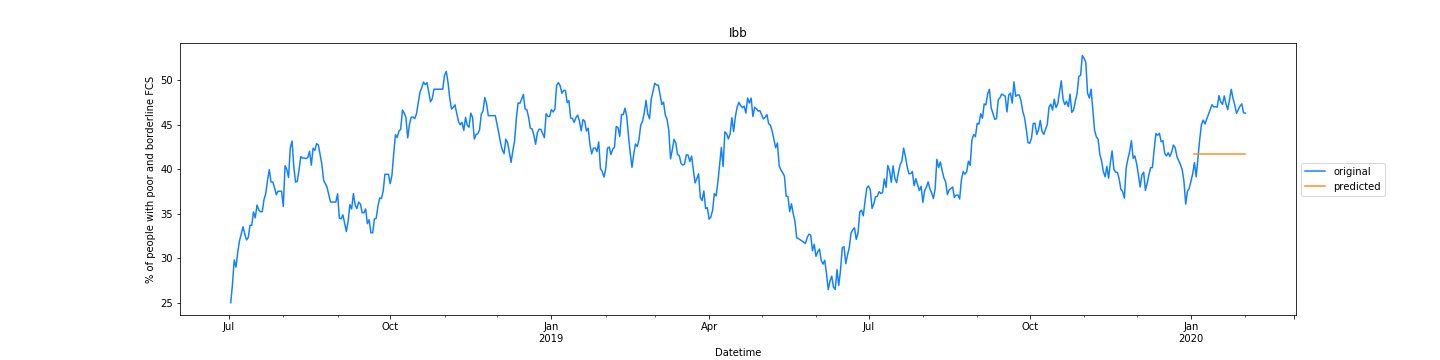 Ibb
% of people with poor and borderline FCS
50
45
40
35
30
25
Jul
Oct
Jan
2019
Apr
Jul
Oct
Jan
2020
Datetime
original
predicted